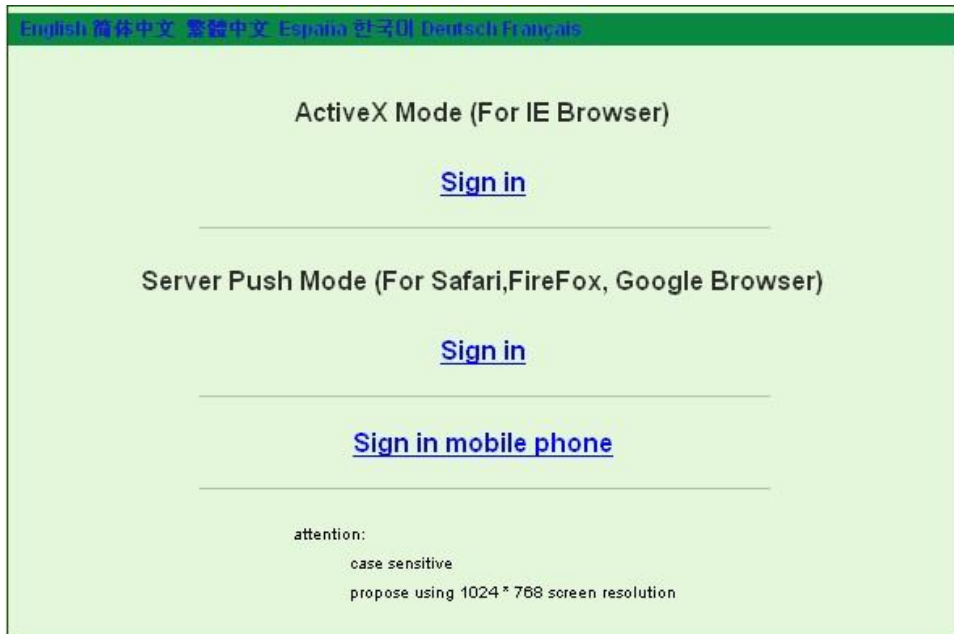 English 简体中文 繁體中文 España 한국어 Deutsch Français
ActiveX Mode (For IE Browser)
Sign in
Server Push Mode (For Safari,FireFox, Google Browser)
Sign in
Sign in mobile phone
attention:
case sensitive
propose using 1024 * 768 screen resolution